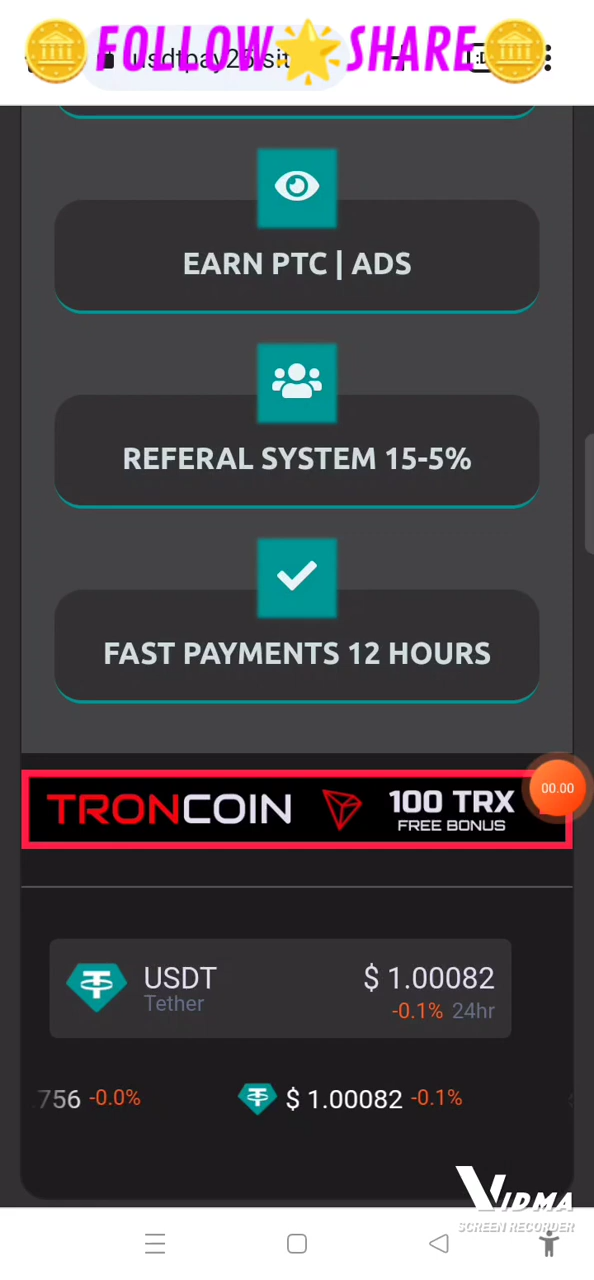 FOLLOW🌟SHARE
EARN PTC | ADS
REFERAL SYSTEM 15-5%
FAST PAYMENTS 12 HOURS
TRONCOIN
100 TRX
FREE BONUS
00.00
USDT
$ 1.00082
Tether
-0.1% 24hr
756 -0.0%
$ 1.00082 -0.1%
VIDMA
SCREEN RECORDER